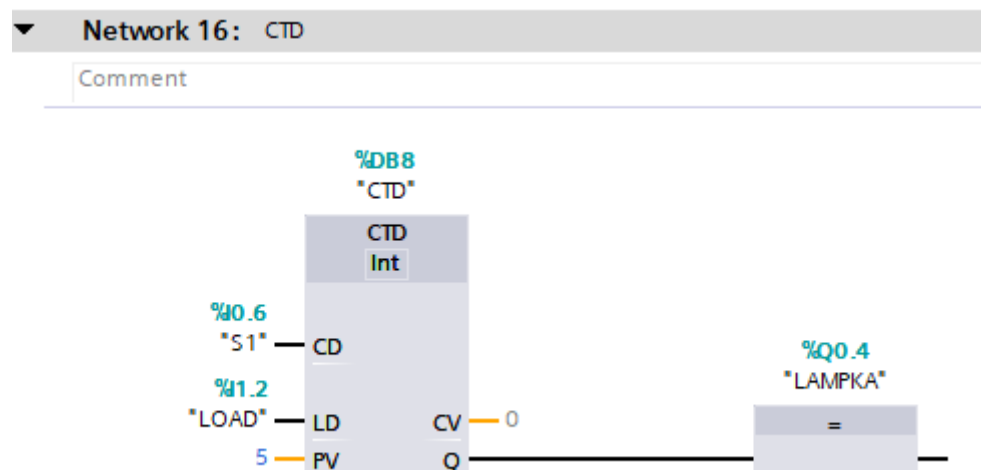 Network 16: CTD
Comment
%DB8
"CTD"
CTD
Int
%I0.6
"S1"
CD
%Q0.4
"LAMPKA"
%I1.2
"LOAD"
LD
CV
0
=
5
PV
Q